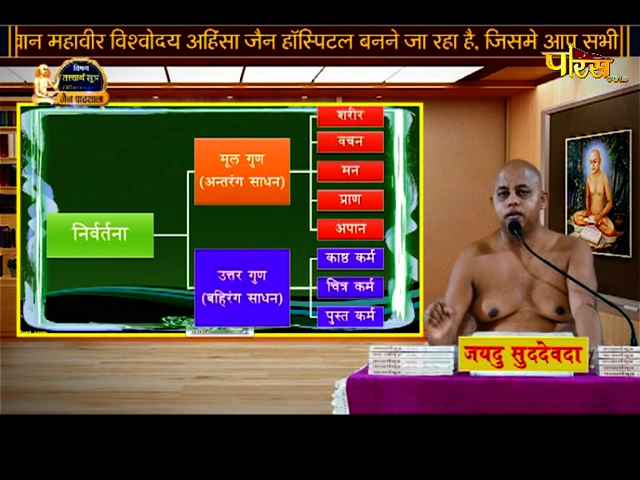 वान महावीर विश्वोदय अहिंसा जैन हॉस्पिटल बनने जा रहा है, जिसमे आप सभी
पारस
विषय
तत्त्वार्थ सूत्र
जैन पाठशाला
निर्वर्तना
मूल गुण
(अन्तरंग साधन)
शरीर
वचन
मन
प्राण
अपान
उत्तर गुण
(बहिरंग साधन)
काष्ठ कर्म
चित्र कर्म
पुस्त कर्म
जयदु सुददेवदा